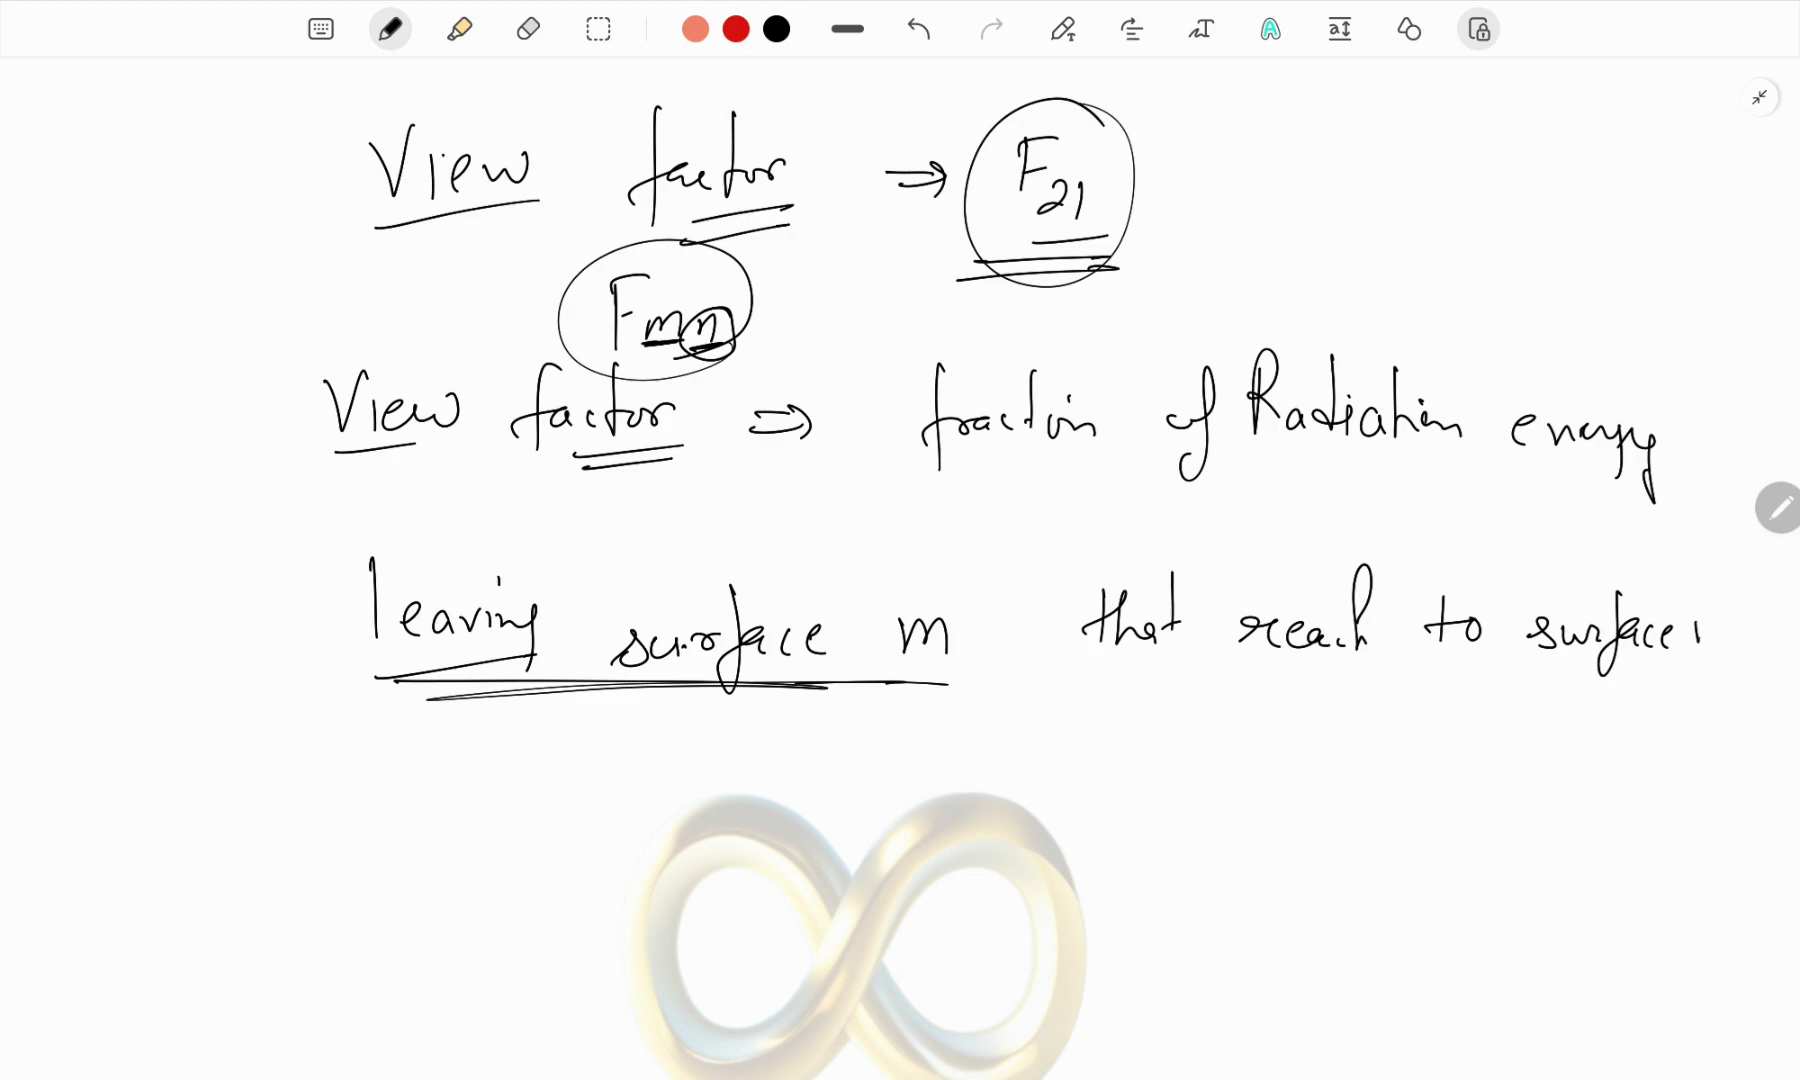 View factor ⇒ F21
Fmn
View factor ⇒ fraction of Radiation energy
leaving surface m that reach to surface